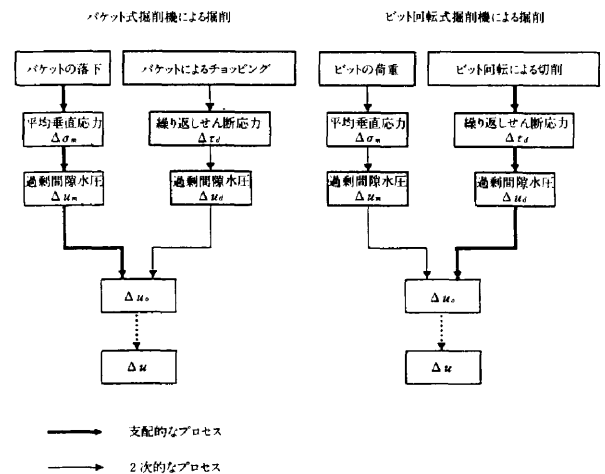 バケット式掘削機による掘削
ビット回転式掘削機による掘削
バケットの落下
バケットによるチョッピング
ビットの荷重
ビット回転による切削
平均垂直応力
Δσm
繰り返しせん断応力
Δτd
平均垂直応力
Δσm
繰り返しせん断応力
Δτd
過剰間隙水圧
Δum
過剰間隙水圧
Δud
過剰間隙水圧
Δum
過剰間隙水圧
Δud
Δuo
Δuo
Δu
Δu
支配的なプロセス
2次的なプロセス